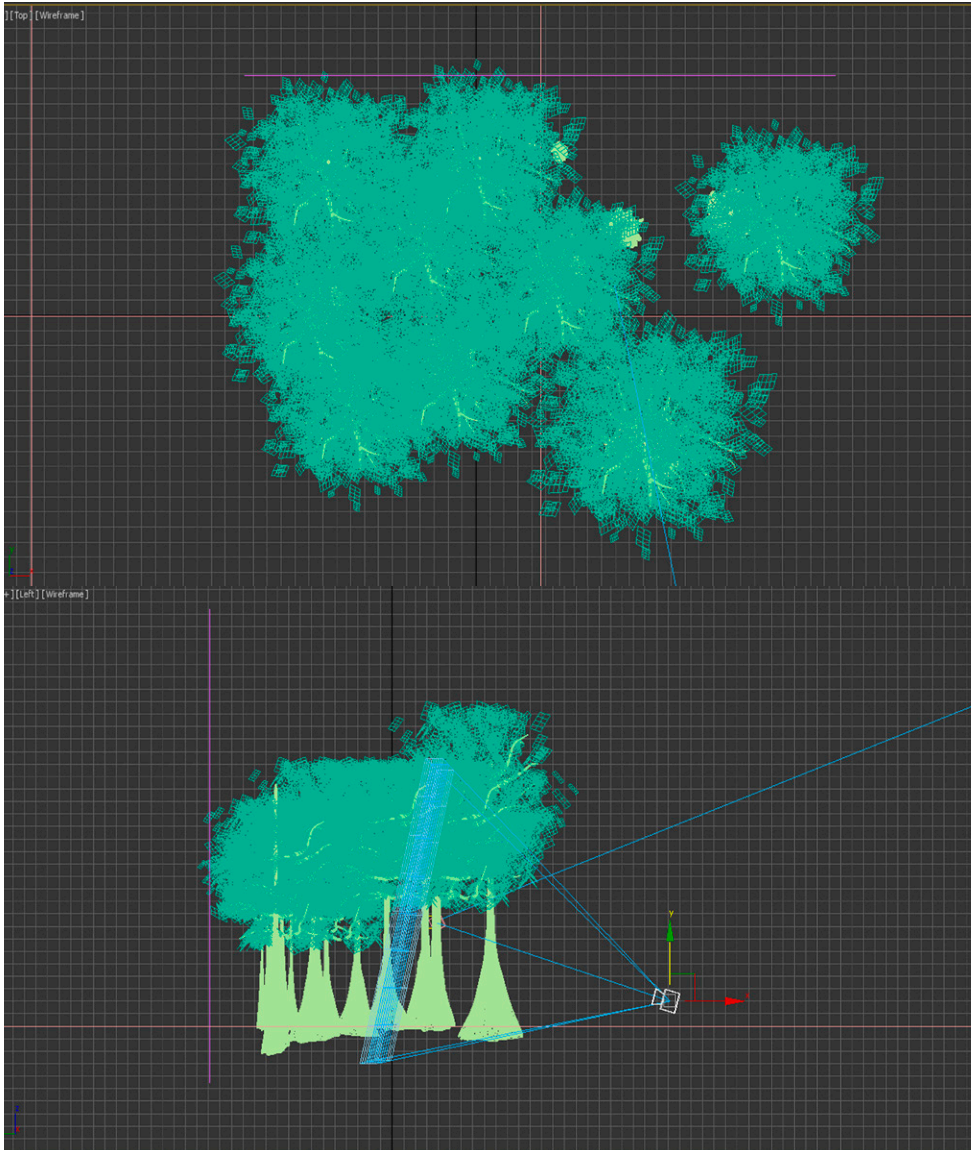 ] [Top ] [Wireframe ]
+ ] [Left ] [Wireframe ]
y
x
z